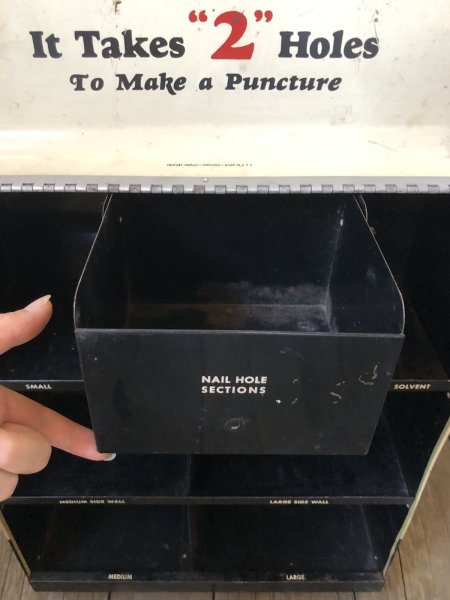 It Takes "2" Holes
To Make a Puncture
NAIL HOLE
SECTIONS
SMALL
SOLVENT
MEDIUM SIDE WALL
LARGE SIDE WALL
MEDIUM
LARGE